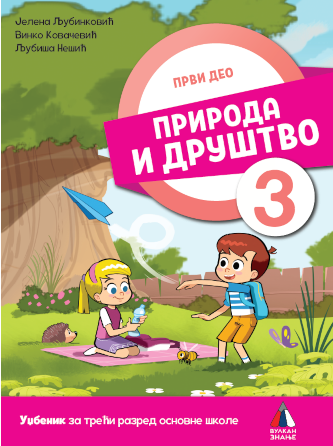 Јелена Љубинковић
Винко Ковачевић
Љубиша Нешић
ПРВИ ДЕО
ПРИРОДА
И ДРУШТВО
3
Уџбеник за трећи разред основне школе
ВУЛКАН
ЗНАЊЕ